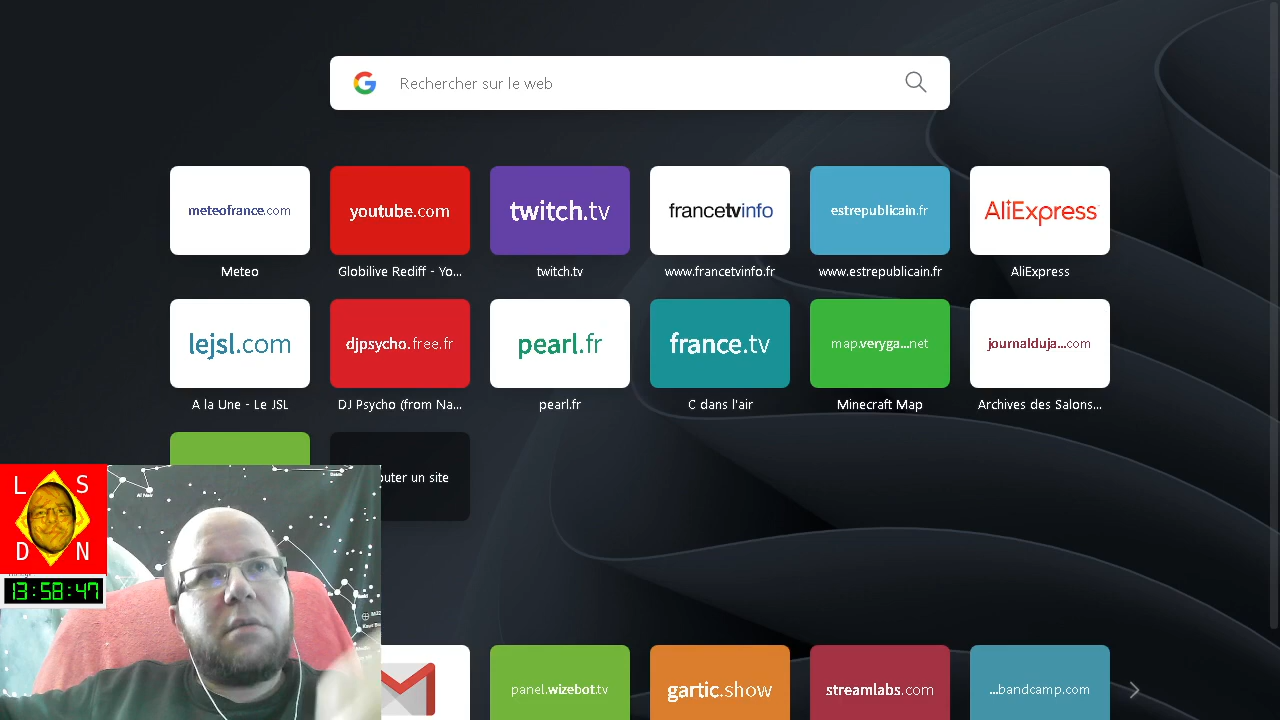 Rechercher sur le web
meteofrance.com
youtube.com
twitch.tv
francetvinfo
estrepublicain.fr
AliExpress
Meteo
Globilive Rediff - Yo...
twitch.tv
www.francetvinfo.fr
www.estrepublicain.fr
AliExpress
lejsl.com
djpsycho.free.fr
pearl.fr
france.tv
map.veryga...net
journalduja...com
A la Une - Le JSL
DJ Psycho (from Na...
pearl.fr
C dans l'air
Minecraft Map
Archives des Salons...
outer un site
L S
D N
13:58:47
panel.wizebot.tv
gartic.show
streamlabs.com
...bandcamp.com